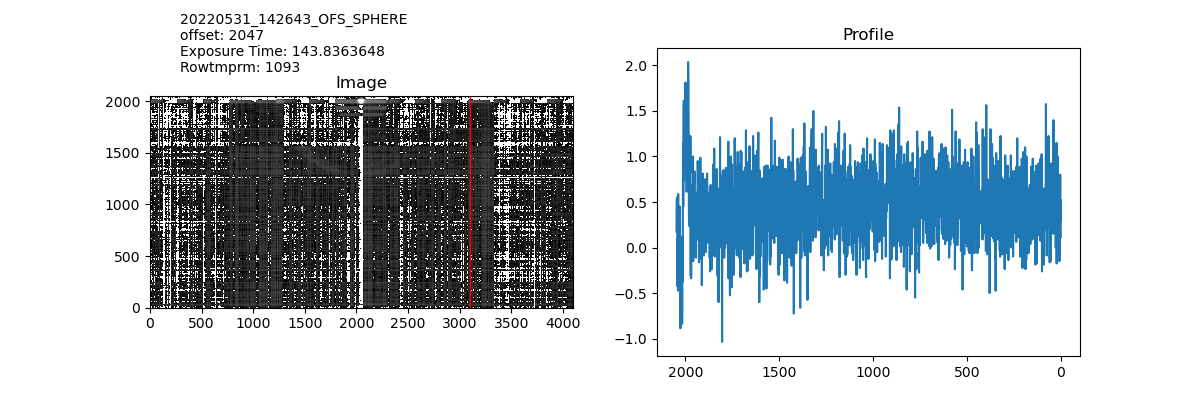 20220531_142643_OFS_SPHERE
offset: 2047
Exposure Time: 143.8363648
Rowtmprm: 1093
Image
2000
1500
1000
500
0
0 500 1000 1500 2000 2500 3000 3500 4000
Profile
2.0
1.5
1.0
0.5
0.0
−0.5
−1.0
2000 1500 1000 500 0